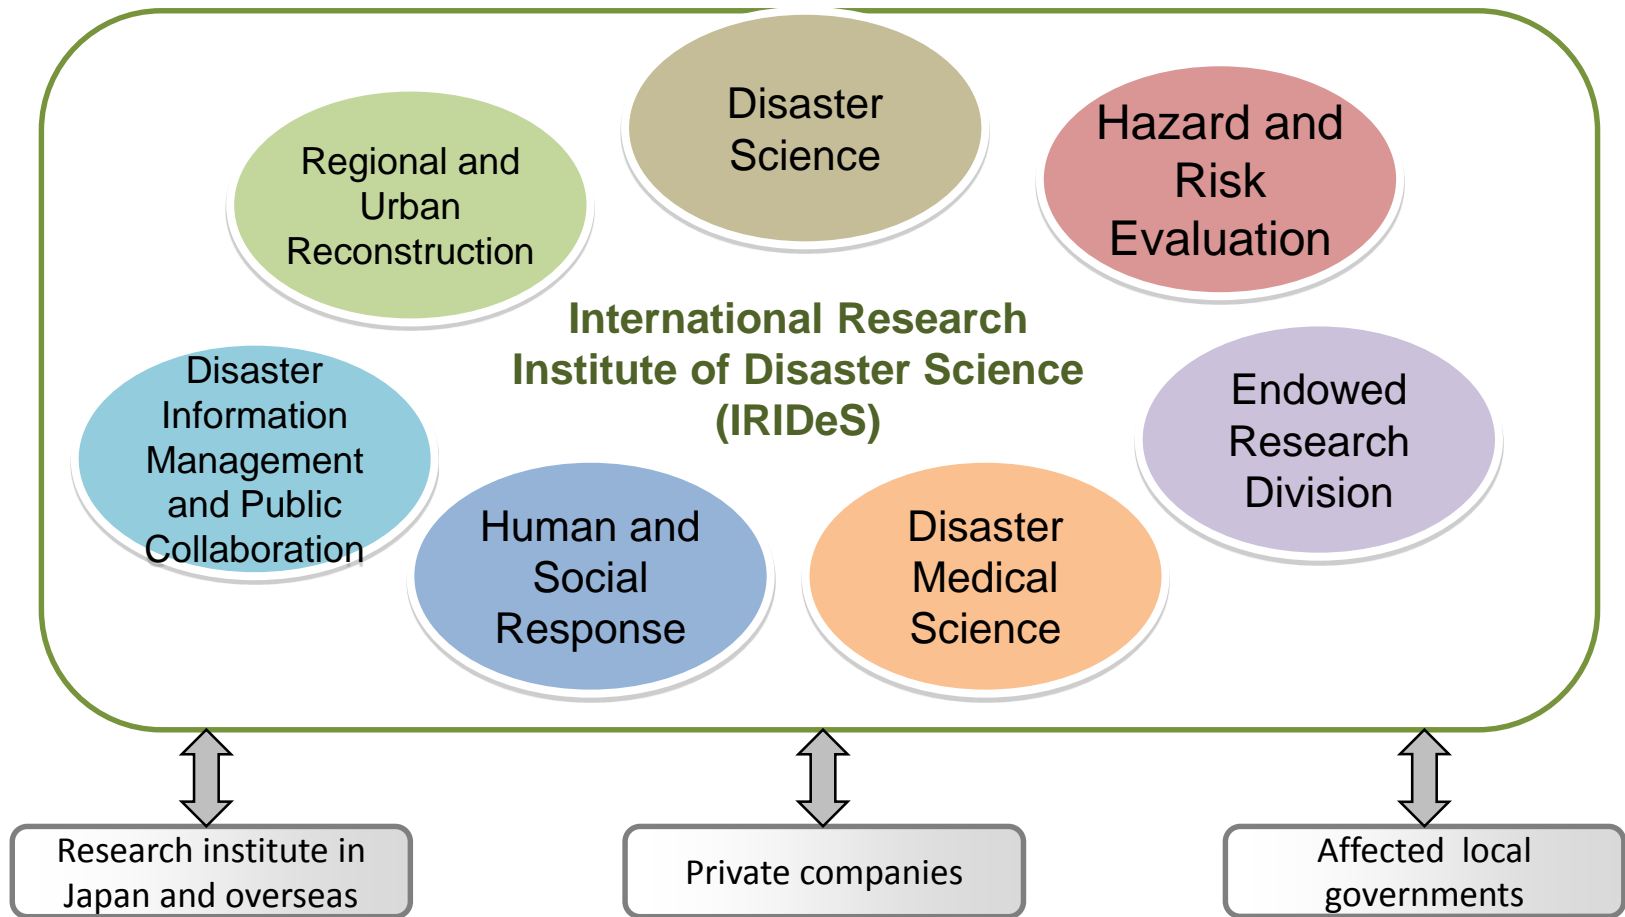 Disaster
Science
Hazard and
Risk
Evaluation
Regional and
Urban
Reconstruction
International Research
Institute of Disaster Science
(IRIDeS)
Disaster
Information
Management
and Public
Collaboration
Endowed
Research
Division
Human and
Social
Response
Disaster
Medical
Science
Research institute in
Japan and overseas
Private companies
Affected  local
governments